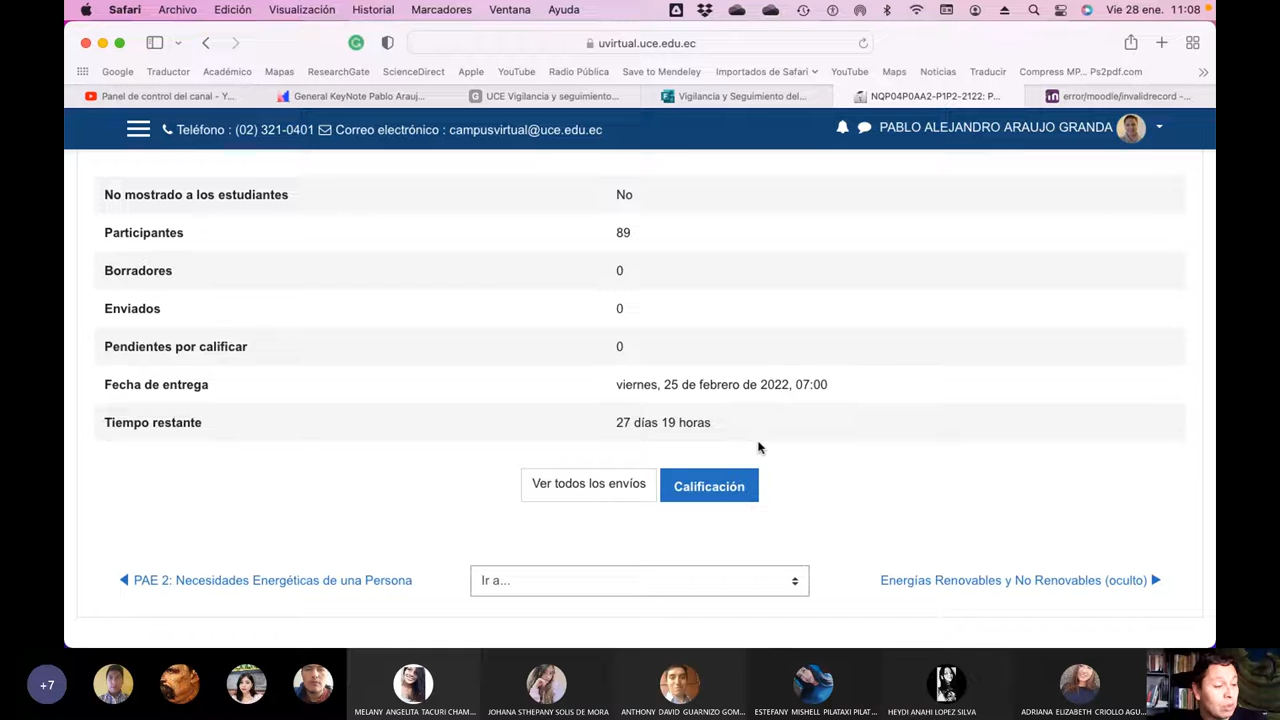 Safari Archivo Edición Visualización Historial Marcadores Ventana Ayuda Vie 28 ene. 11:08
uvirtual.uce.edu.ec
Google Traductor Académico Mapas ResearchGate ScienceDirect Apple YouTube Radio Pública Save to Mendeley Importados de Safari YouTube Maps Noticias Traducir Compress MP... Ps2pdf.com
Panel de control del canal - Y... General KeyNote Pablo Arauj... G UCE Vigilancia y seguimiento... Vigilancia y Seguimiento del... NQP04P0AA2-P1P2-2122: P... error/moodle/invalidrecord -...
Teléfono : (02) 321-0401 Correo electrónico : campusvirtual@uce.edu.ec PABLO ALEJANDRO ARAUJO GRANDA
No mostrado a los estudiantes No
Participantes 89
Borradores 0
Enviados 0
Pendientes por calificar 0
Fecha de entrega viernes, 25 de febrero de 2022, 07:00
Tiempo restante 27 días 19 horas
Ver todos los envíos Calificación
PAE 2: Necesidades Energéticas de una Persona Ir a... Energías Renovables y No Renovables (oculto)
+7
MELANY ANGELITA TACURI CHAM... JOHANA STHEPANY SOLIS DE MORA ANTHONY DAVID GUARNIZO GOM... ESTEFANY MISHELL PILATAXI PILAT... HEYDI ANAHI LOPEZ SILVA ADRIANA ELIZABETH CRIOLLO AGU...